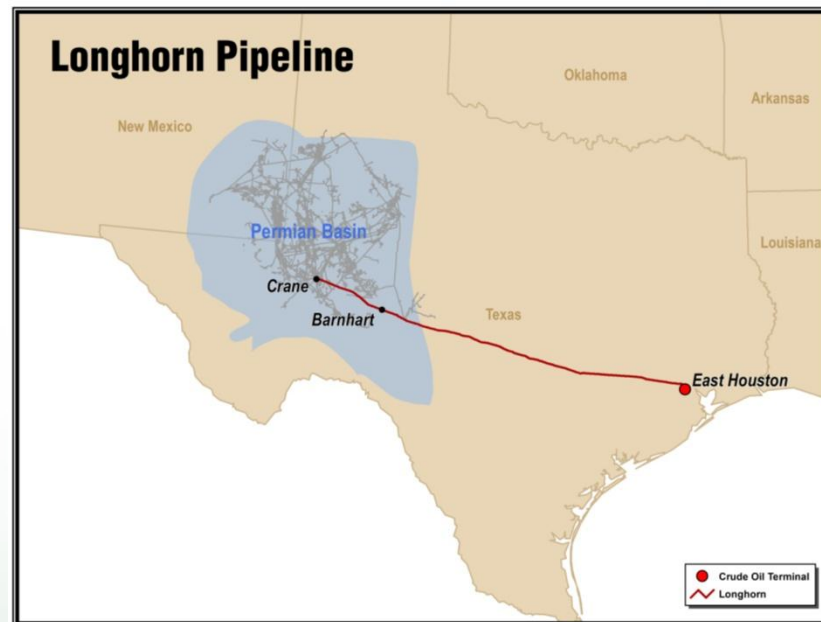 Longhorn Pipeline
Oklahoma
Arkansas
New Mexico
Permian Basin
Louisiana
Crane
Barnhart
Texas
East Houston
Crude Oil Terminal
Longhorn